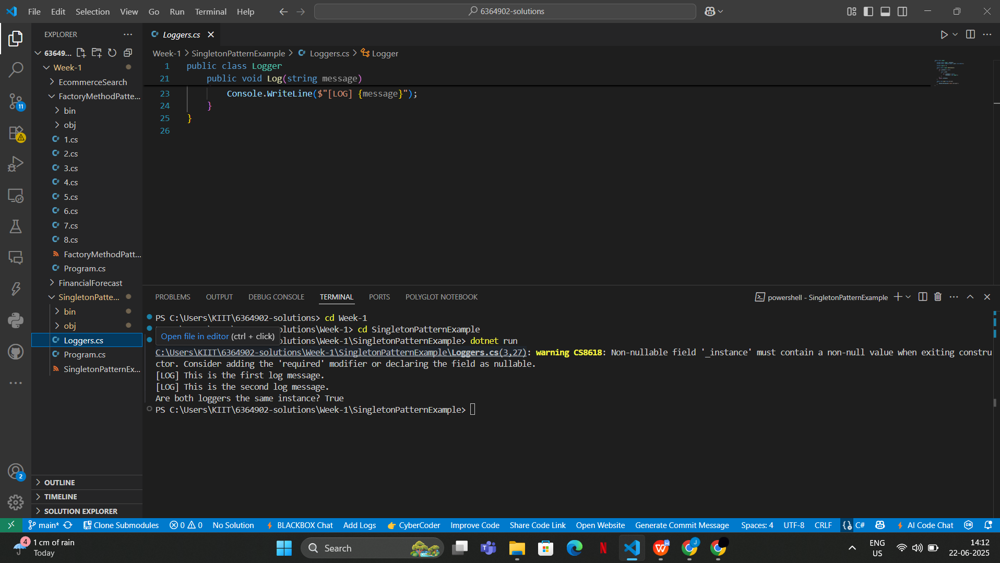 File Edit Selection View Go Run Terminal Help
6364902-solutions
EXPLORER
63649...
Week-1
EcommerceSearch
FactoryMethodPatte...
bin
obj
1.cs
2.cs
3.cs
4.cs
5.cs
6.cs
7.cs
8.cs
FactoryMethodPatt...
Program.cs
FinancialForecast
SingletonPatte...
bin
obj
Loggers.cs
Program.cs
SingletonPatternEx...
OUTLINE
TIMELINE
SOLUTION EXPLORER
11
2
Loggers.cs
Week-1 > SingletonPatternExample > Loggers.cs > Logger
1 public class Logger
21 public void Log(string message)
23 Console.WriteLine($"[LOG] {message}");
24 }
25 }
26
PROBLEMS OUTPUT DEBUG CONSOLE TERMINAL PORTS POLYGLOT NOTEBOOK
powershell - SingletonPatternExample
PS C:\Users\KIIT\6364902-solutions> cd Week-1
olutions\Week-1> cd SingletonPatternExample
Open file in editor (ctrl + click)
olutions\Week-1\SingletonPatternExample> dotnet run
C:\Users\KIIT\6364902-solutions\Week-1\SingletonPatternExample\Loggers.cs(3,27): warning CS8618: Non-nullable field '_instance' must contain a non-null value when exiting constru
ctor. Consider adding the 'required' modifier or declaring the field as nullable.
[LOG] This is the first log message.
[LOG] This is the second log message.
Are both loggers the same instance? True
PS C:\Users\KIIT\6364902-solutions\Week-1\SingletonPatternExample>
main* Clone Submodules 0 0 No Solution BLACKBOX Chat Add Logs CyberCoder Improve Code Share Code Link Open Website Generate Commit Message Spaces: 4 UTF-8 CRLF {} C# AI Code Chat
4
1 cm of rain
Today
Search
ENG
US
14:12
22-06-2025